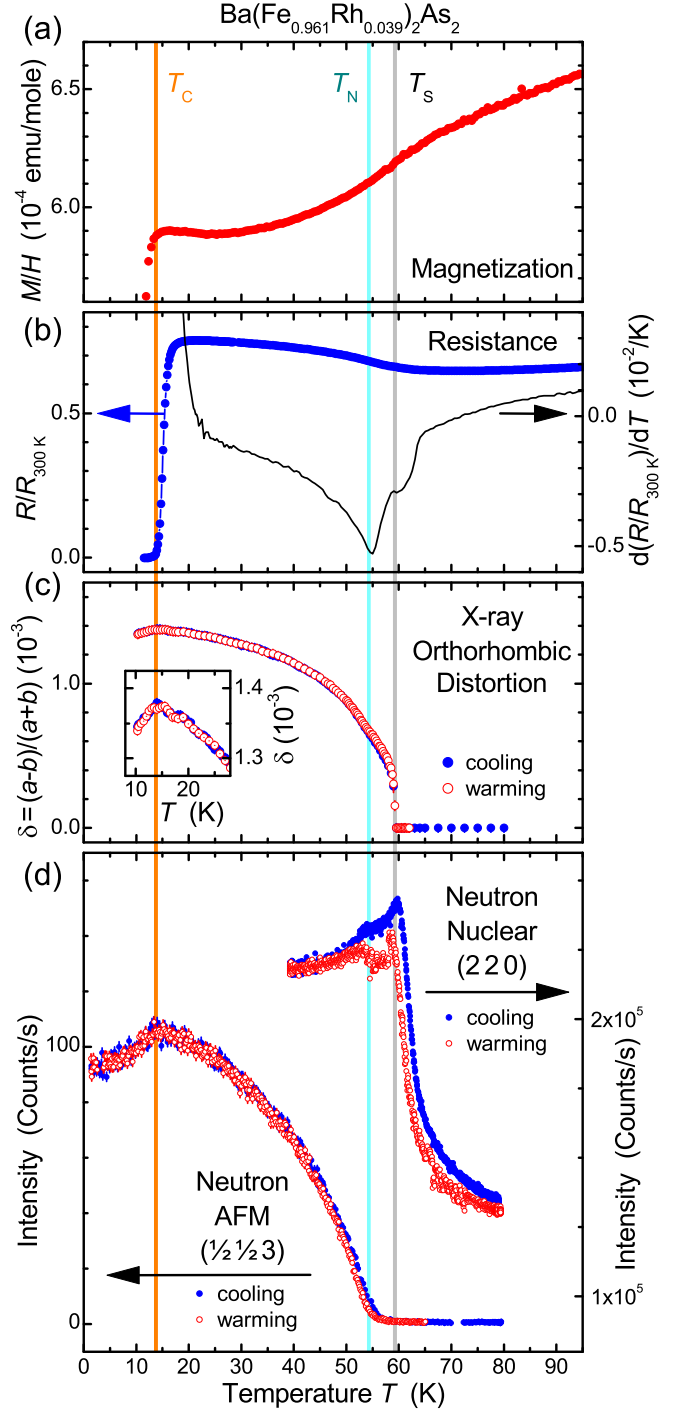 Ba(Fe0.961Rh0.039)2As2
(a)
TC
TN
TS
6.5
6.0
M/H (10-4 emu/mole)
Magnetization
(b)
Resistance
0.5
0.0
R/R300 K
0.0
-0.5
d(R/R300 K)/dT (10-2/K)
(c)
X-ray
Orthorhombic
Distortion
1.0
0.0
δ=(a-b)/(a+b) (10-3)
1.4
1.3
δ (10-3)
10 20
T (K)
cooling
warming
(d)
Neutron
Nuclear
(2 2 0)
cooling
warming
100
0
Intensity (Counts/s)
2x105
1x105
Intensity (Counts/s)
Neutron
AFM
(½ ½ 3)
cooling
warming
0 10 20 30 40 50 60 70 80 90
Temperature T (K)